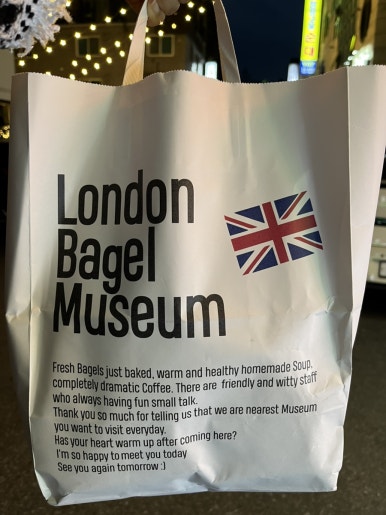 London
Bagel
Museum
Fresh Bagels just baked, warm and healthy homemade Soup,
completely dramatic Coffee. There are friendly and witty staff
who always having fun small talk.
Thank you so much for telling us that we are nearest Museum
you want to visit everyday.
Has your heart warm up after coming here?
I'm so happy to meet you today
See you again tomorrow :)